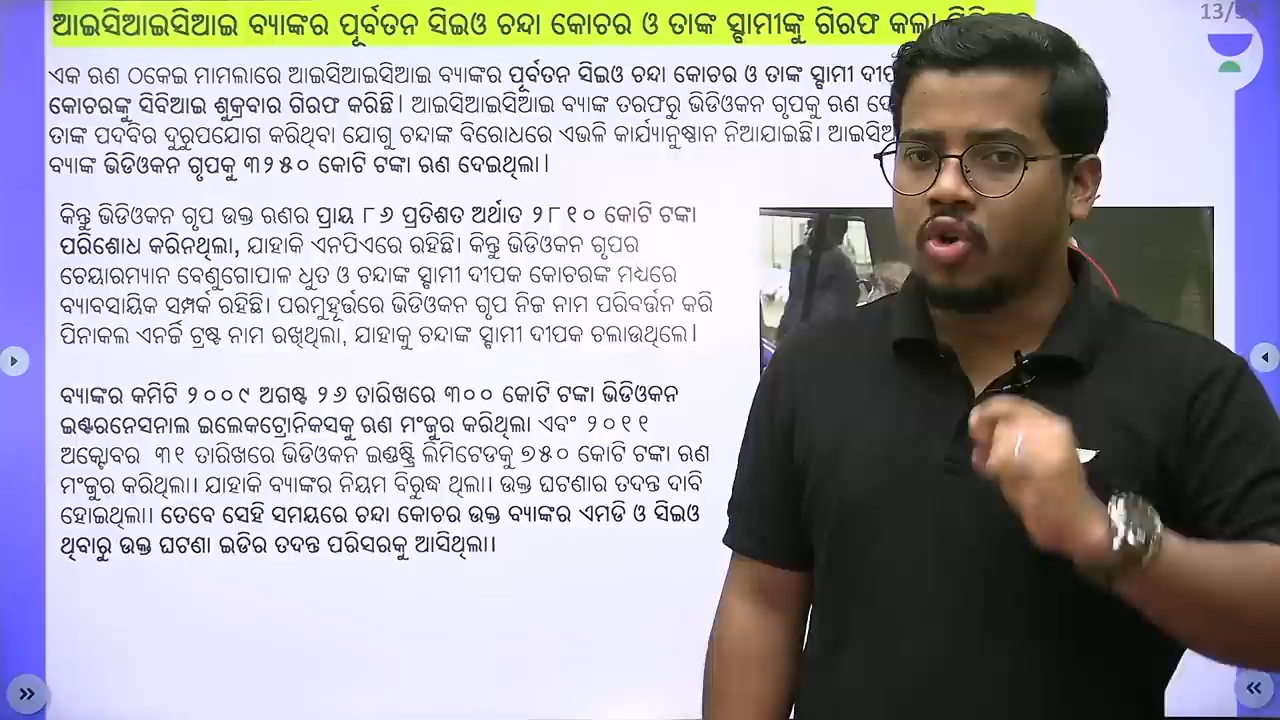 ଆଇସିଆଇସିଆଇ ବ୍ୟାଙ୍କର ପୂର୍ବତନ ସିଇଓ ଚନ୍ଦା କୋଚର ଓ ତାଙ୍କ ସ୍ବାମୀଙ୍କୁ ଗିରଫ କଲା
ଏକ ଋଣ ଠକେଇ ମାମଲାରେ ଆଇସିଆଇସିଆଇ ବ୍ୟାଙ୍କର ପୂର୍ବତନ ସିଇଓ ଚନ୍ଦା କୋଚର ଓ ତାଙ୍କ ସ୍ବାମୀ
କୋଚରଙ୍କୁ ସିବିଆଇ ଶୁକ୍ରବାର ଗିରଫ କରିଛି। ଆଇସିଆଇସିଆଇ ବ୍ୟାଙ୍କ ତରଫରୁ ଭିଡିଓକନ ଗୃପକୁ ଋଣ
ତାଙ୍କ ପଦବିର ଦୁରୁପଯୋଗ କରିଥିବା ଯୋଗୁ ଚନ୍ଦାଙ୍କ ବିରୋଧରେ ଏଭଳି କାର୍ଯ୍ୟାନୁଷ୍ଠାନ ନିଆଯାଇଛି।
ବ୍ୟାଙ୍କ ଭିଡିଓକନ ଗୃପକୁ ୩୨୫୦ କୋଟି ଟଙ୍କା ଋଣ ଦେଇଥିଲା।
କିନ୍ତୁ ଭିଡିଓକନ ଗୃପ ଉକ୍ତ ଋଣର ପ୍ରାୟ ୮୬ ପ୍ରତିଶତ ଅର୍ଥାତ ୨୮୧୦ କୋଟି ଟଙ୍କା
ପରିଶୋଧ କରିନଥିଲା, ଯାହାକି ଏନପିଏରେ ରହିଛି। କିନ୍ତୁ ଭିଡିଓକନ ଗୃପର
ଚେୟାରମ୍ୟାନ ବେଣୁଗୋପାଳ ଧୁତ ଓ ଚନ୍ଦାଙ୍କ ସ୍ବାମୀ ଦୀପକ କୋଚରଙ୍କ ମଧ୍ୟରେ
ବ୍ୟାବସାୟିକ ସମ୍ପର୍କ ରହିଛି। ପରମୁହୂର୍ତ୍ତରେ ଭିଡିଓକନ ଗୃପ ନିଜ ନାମ ପରିବର୍ତ୍ତନ କରି
ପିନାକଲ ଏନର୍ଜି ଟ୍ରଷ୍ଟ ନାମ ରଖିଥିଲା, ଯାହାକୁ ଚନ୍ଦାଙ୍କ ସ୍ବାମୀ ଦୀପକ ଚଲାଉଥିଲେ।
ବ୍ୟାଙ୍କର କମିଟି ୨୦୦୯ ଅଗଷ୍ଟ ୨୬ ତାରିଖରେ ୩୦୦ କୋଟି ଟଙ୍କା ଭିଡିଓକନ
ଇଣ୍ଟରନେସନାଲ ଇଲେକଟ୍ରୋନିକସକୁ ଋଣ ମଂଜୁର କରିଥିଲା ଏବଂ ୨୦୧୧
ଅକ୍ଟୋବର ୩୧ ତାରିଖରେ ଭିଡିଓକନ ଇଣ୍ଡଷ୍ଟ୍ରି ଲିମିଟେଡକୁ ୭୫୦ କୋଟି ଟଙ୍କା ଋଣ
ମଂଜୁର କରିଥିଲା। ଯାହାକି ବ୍ୟାଙ୍କର ନିୟମ ବିରୁଦ୍ଧ ଥିଲା। ଉକ୍ତ ଘଟଣାର ତଦନ୍ତ ଦାବି
ହୋଇଥିଲା। ତେବେ ସେହି ସମୟରେ ଚନ୍ଦା କୋଚର ଉକ୍ତ ବ୍ୟାଙ୍କର ଏମଡି ଓ ସିଇଓ
ଥିବାରୁ ଉକ୍ତ ଘଟଣା ଇଡିର ତଦନ୍ତ ପରିସରକୁ ଆସିଥିଲା।